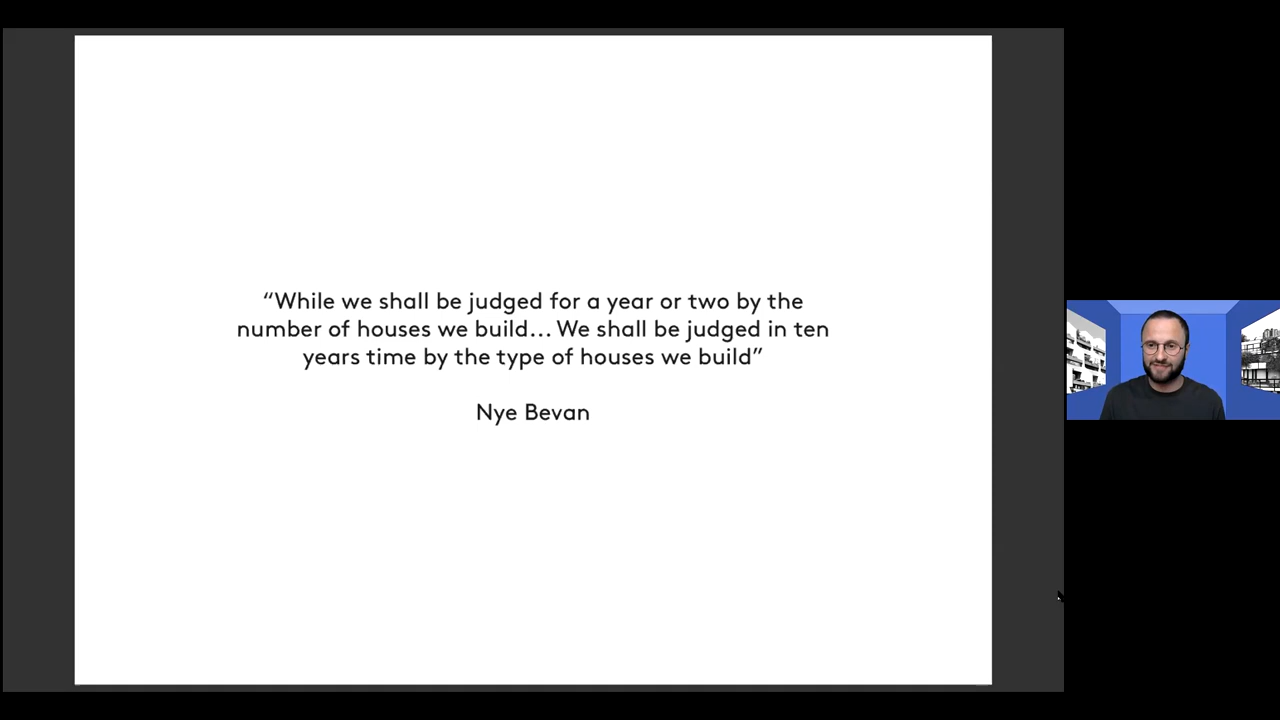 “While we shall be judged for a year or two by the
number of houses we build... We shall be judged in ten
years time by the type of houses we build”
Nye Bevan